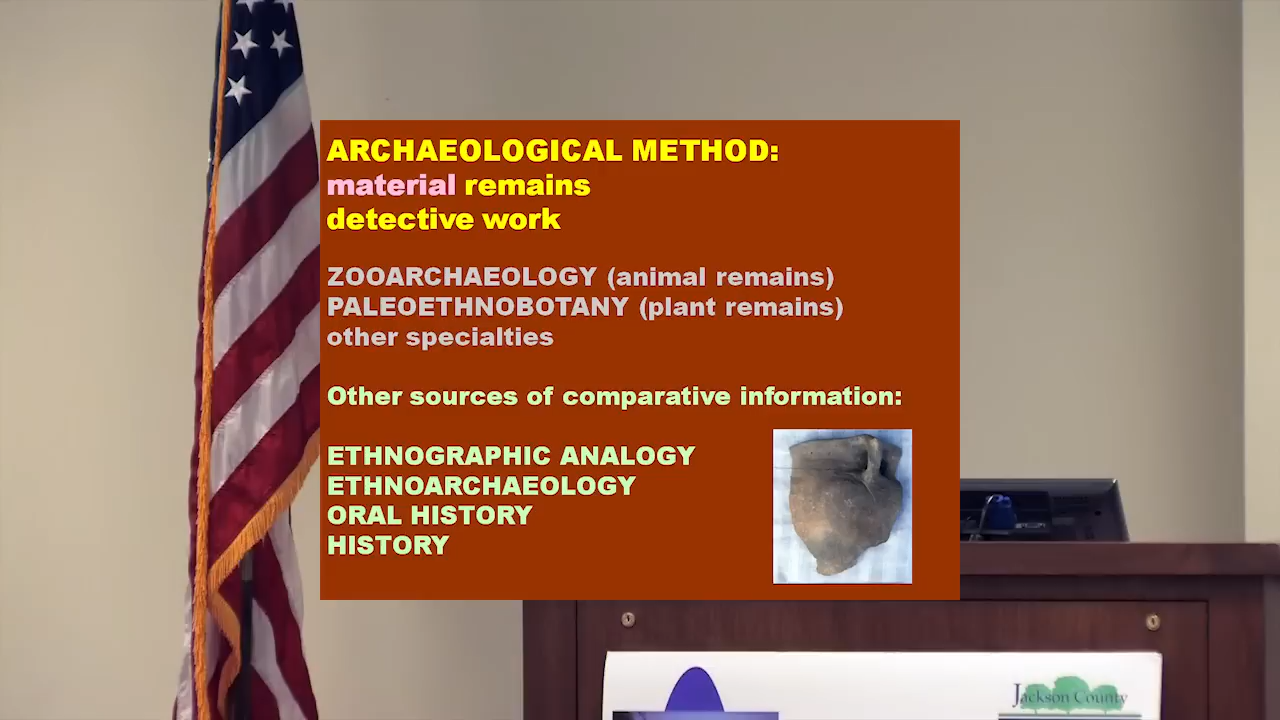 ARCHAEOLOGICAL METHOD:
material remains
detective work
ZOOARCHAEOLOGY (animal remains)
PALEOETHNOBOTANY (plant remains)
other specialties
Other sources of comparative information:
ETHNOGRAPHIC ANALOGY
ETHNOARCHAEOLOGY
ORAL HISTORY
HISTORY
Jackson County